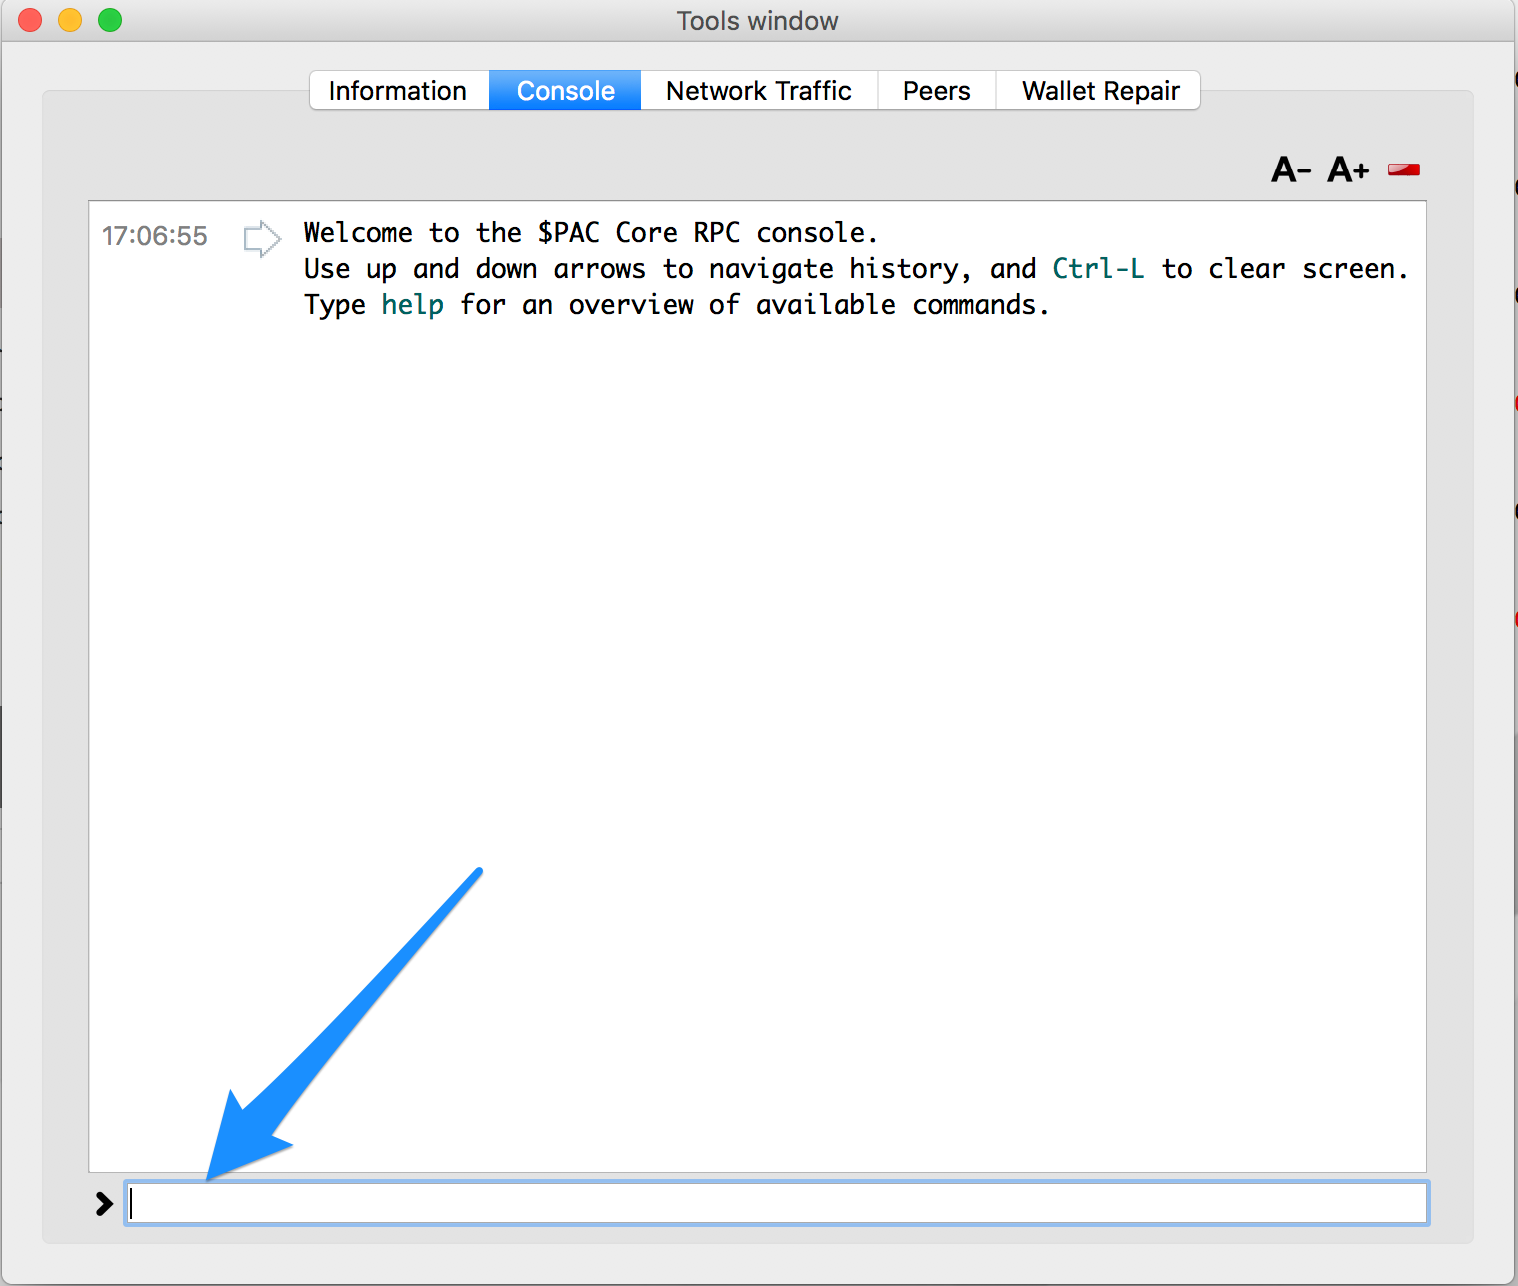 Tools window
Information Console Network Traffic Peers Wallet Repair
A- A+
17:06:55 Welcome to the $PAC Core RPC console.
Use up and down arrows to navigate history, and Ctrl-L to clear screen.
Type help for an overview of available commands.